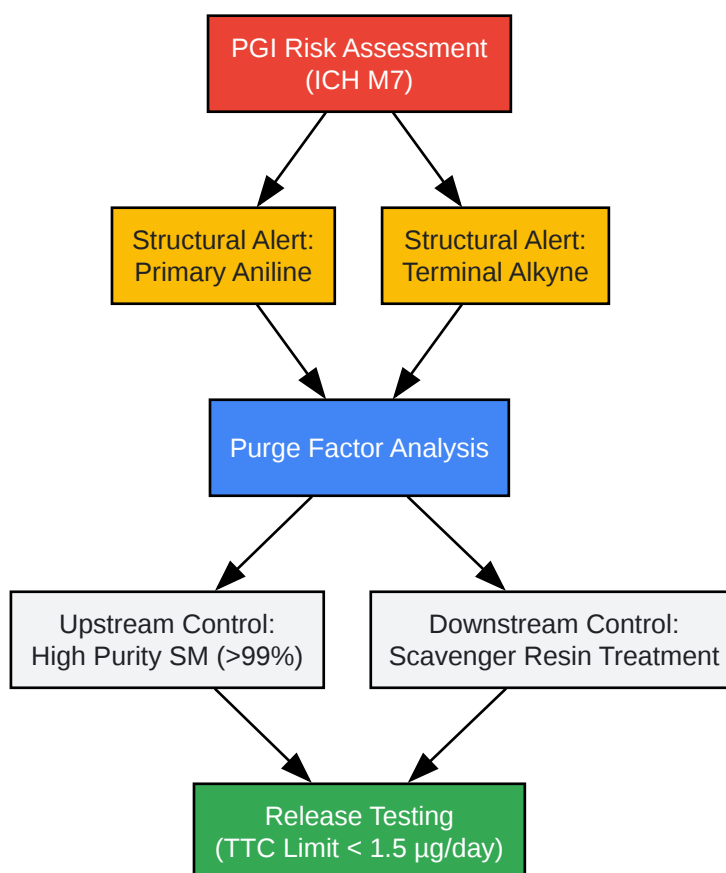 PGI Risk Assessment
(ICH M7)
Structural Alert:
Primary Aniline
Structural Alert:
Terminal Alkyne
Purge Factor Analysis
Upstream Control:
High Purity SM (>99%)
Downstream Control:
Scavenger Resin Treatment
Release Testing
(TTC Limit < 1.5 µg/day)